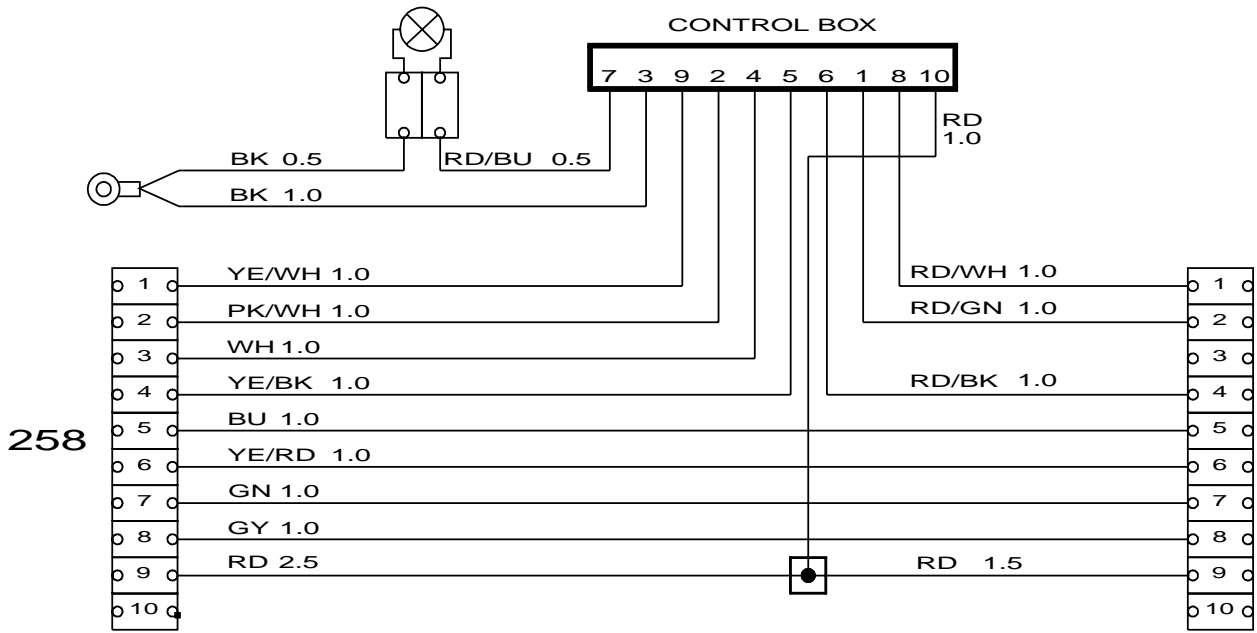 CONTROL BOX
7 3 9 2 4 5 6 1 8 10
RD
1.0
BK 0.5 RD/BU 0.5
BK 1.0
1 YE/WH 1.0 RD/WH 1.0 1
2 PK/WH 1.0 RD/GN 1.0 2
3 WH 1.0 3
4 YE/BK 1.0 RD/BK 1.0 4
258
5 BU 1.0 5
6 YE/RD 1.0 6
7 GN 1.0 7
8 GY 1.0 8
9 RD 2.5 RD 1.5 9
10 10